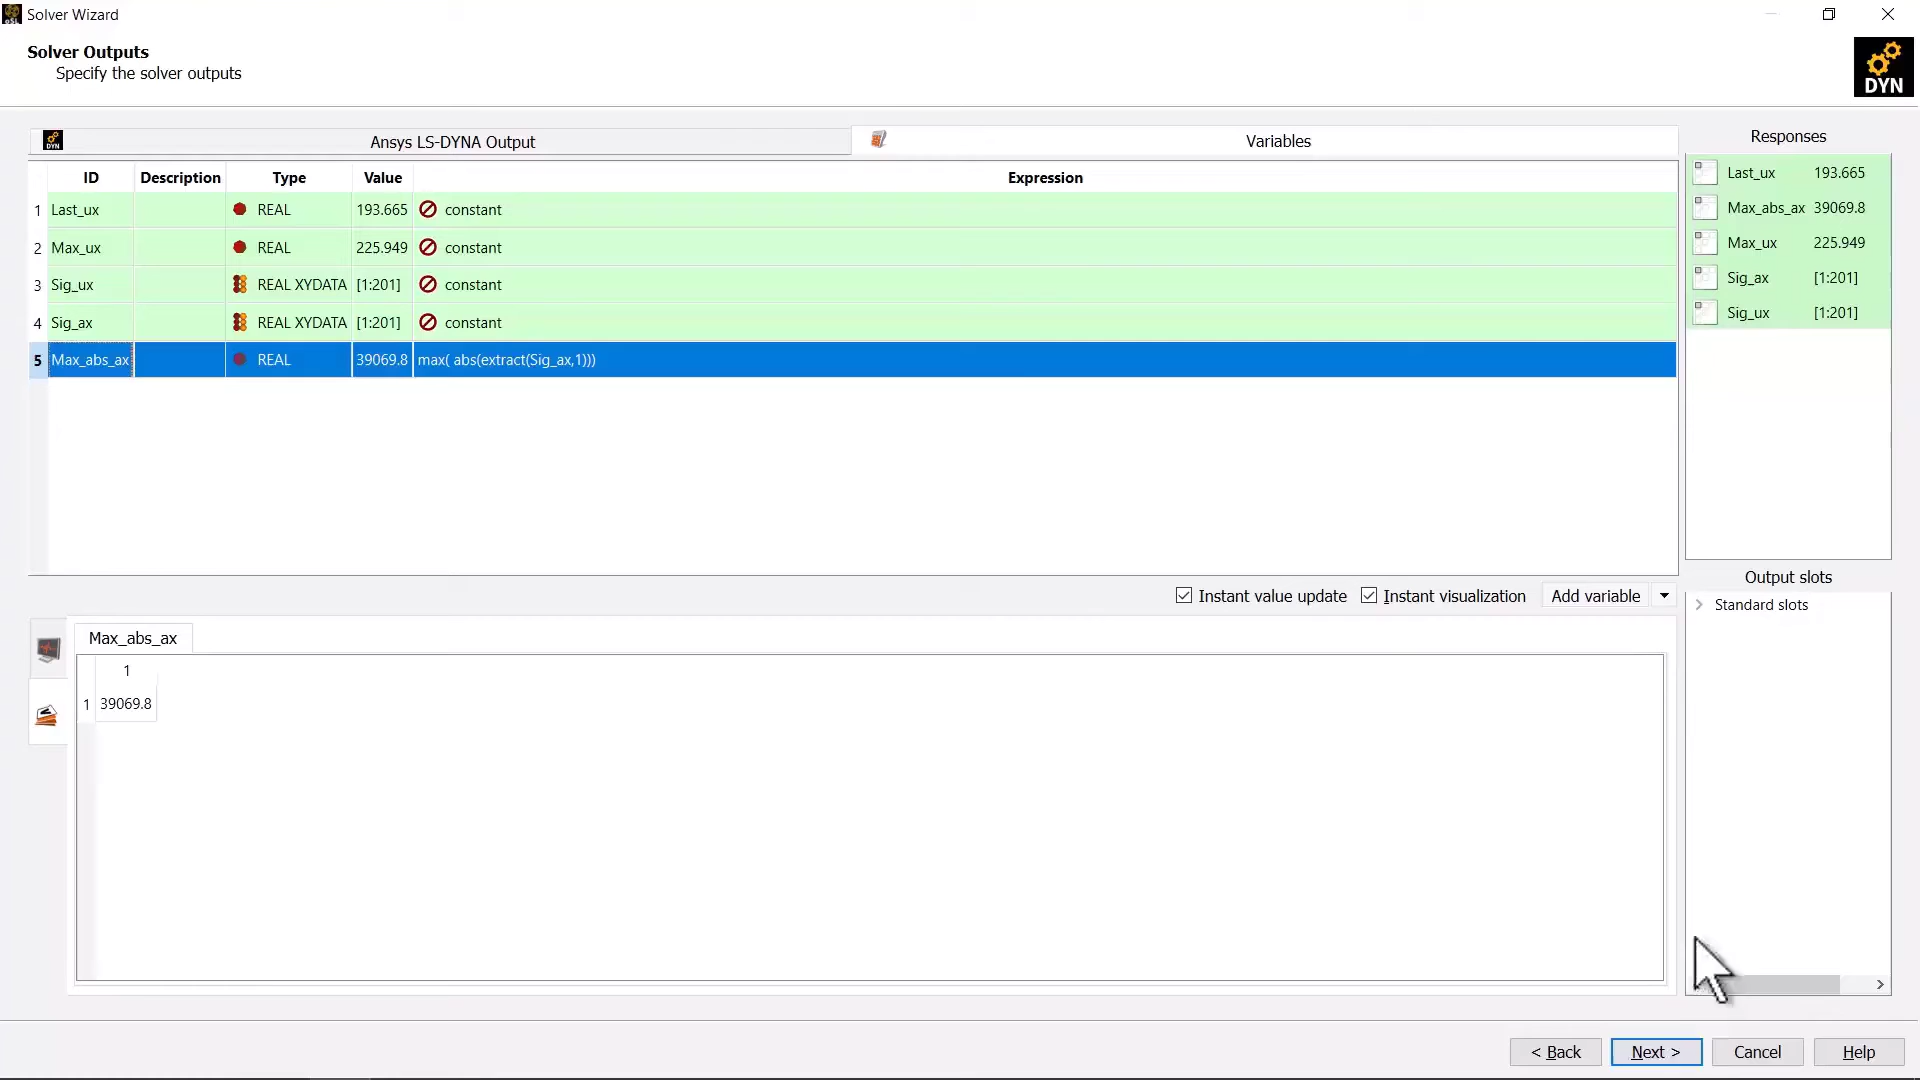 Solver Wizard
Solver Outputs
Specify the solver outputs
DYN
Ansys LS-DYNA Output
Variables
ID Description Type Value Expression
1 Last_ux REAL 193.665 constant
2 Max_ux REAL 225.949 constant
3 Sig_ux REAL XYDATA [1:201] constant
4 Sig_ax REAL XYDATA [1:201] constant
5 Max_abs_ax REAL 39069.8 max( abs(extract(Sig_ax,1)))
Instant value update Instant visualization Add variable
Max_abs_ax
1
1 39069.8
Responses
Last_ux 193.665
Max_abs_ax 39069.8
Max_ux 225.949
Sig_ax [1:201]
Sig_ux [1:201]
Output slots
> Standard slots
< Back Next > Cancel Help